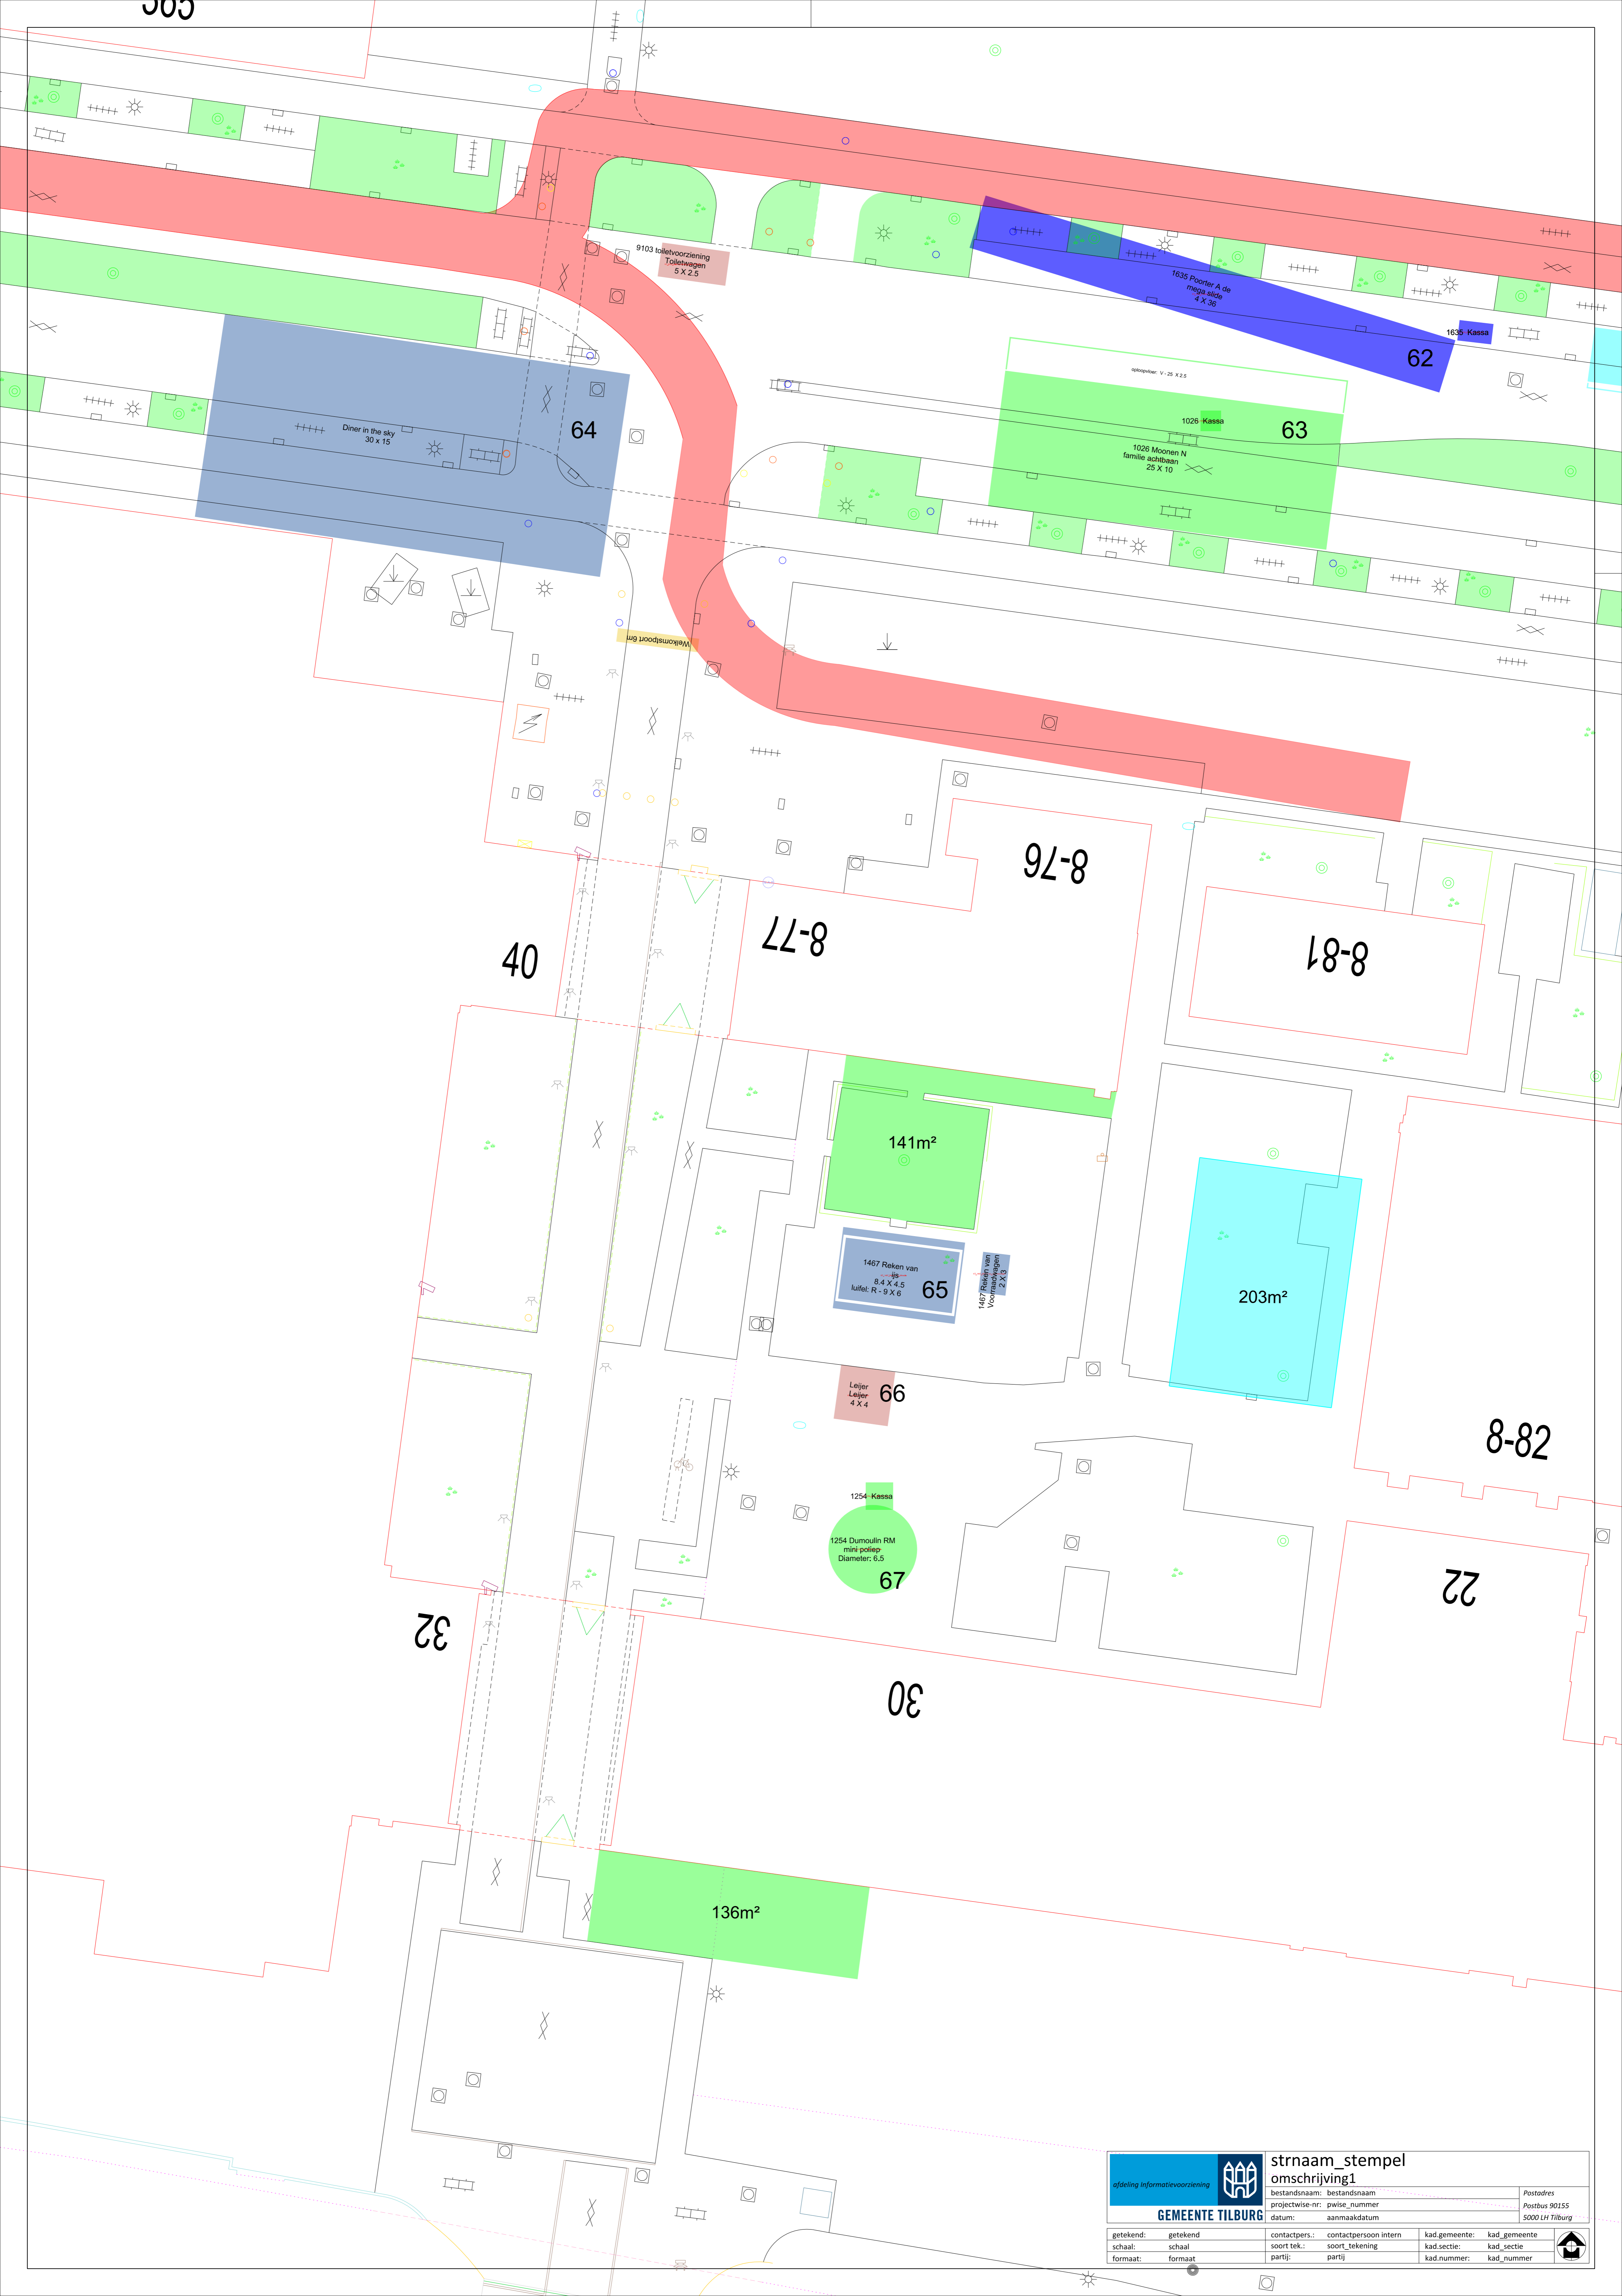 9103 toiletvoorziening
Toiletwagen
5 X 2.5
1635 Poorter A de
mega slide
4 X 36
1635 Kassa
62
oploopvloer: V - 25 X 2.5
1026 Kassa
63
1026 Moonen N
familie achtbaan
25 X 10
Diner in the sky
30 x 15
64
Welkomstpoort 6m
8-76
8-77
8-81
40
141m²
1467 Reken van
ijs
8.4 X 4.5
luifel: R - 9 X 6
65
1467 Reken van
Voorraadwagen
2 X 3
203m²
Leijer
Leijer
4 X 4
66
8-82
1254 Kassa
1254 Dumoulin RM
mini poliep
Diameter: 6.5
67
22
32
30
136m²
afdeling informatievoorziening
GEMEENTE TILBURG
strnaam_stempel
omschrijving1
bestandsnaam: bestandsnaam
projectwise-nr: pwise_nummer
datum: aanmaakdatum
Postadres
Postbus 90155
5000 LH Tilburg
getekend: getekend
schaal: schaal
formaat: formaat
contactpers.: contactpersoon intern
soort tek.: soort_tekening
partij: partij
kad.gemeente: kad_gemeente
kad.sectie: kad_sectie
kad.nummer: kad_nummer